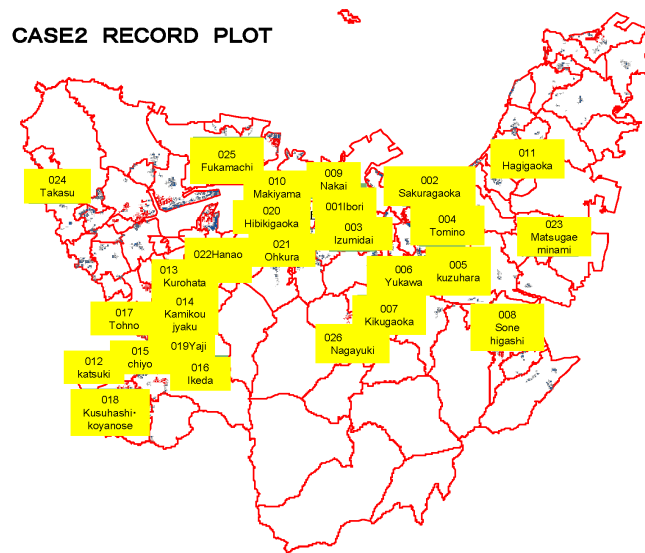 CASE2 RECORD PLOT
025
Fukamachi
011
Hagigaoka
009
Nakai
024
Takasu
010
Makiyama
002
Sakuragaoka
001Ibori
020
Hibikigaoka
004
Tomino
003
Izumidai
023
Matsugae
minami
021
Ohkura
022Hanao
013
Kurohata
006
Yukawa
005
kuzuhara
014
Kamikou
jyaku
017
Tohno
007
Kikugaoka
008
Sone
higashi
026
Nagayuki
019Yaji
015
chiyo
012
katsuki
016
Ikeda
018
Kusuhashi・
koyanose